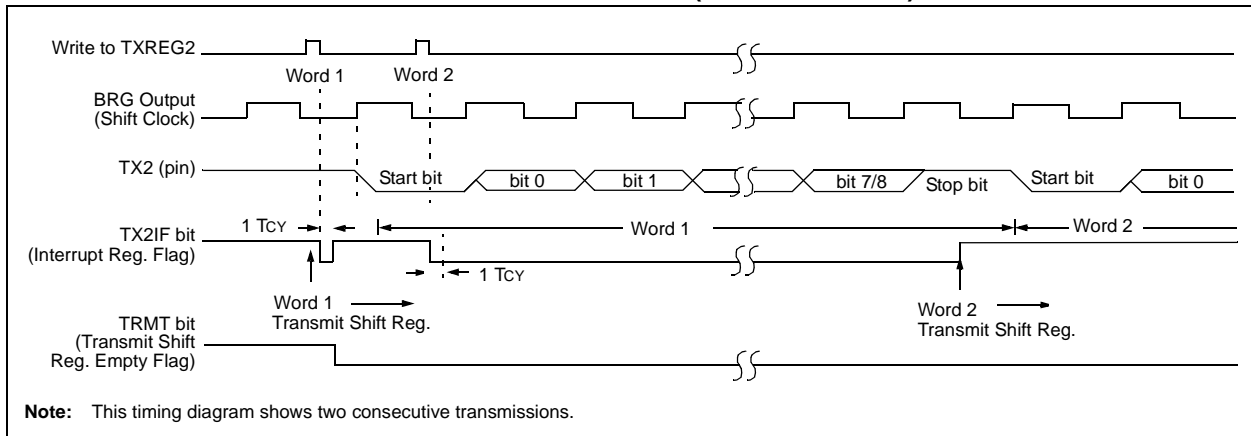 Write to TXREG2
Word 1
Word 2
BRG Output
(Shift Clock)
TX2 (pin)
Start bit
bit 0
bit 1
bit 7/8
Stop bit
Start bit
bit 0
1 TCY
TX2IF bit
(Interrupt Reg. Flag)
Word 1
Word 2
1 TCY
Word 1
Transmit Shift Reg.
Word 2
Transmit Shift Reg.
TRMT bit
(Transmit Shift
Reg. Empty Flag)
Note: This timing diagram shows two consecutive transmissions.